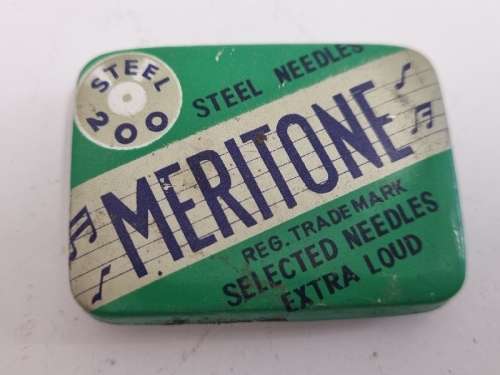 STEEL
200
STEEL NEEDLES
MERITONE
REG. TRADE MARK
SELECTED NEEDLES
EXTRA LOUD